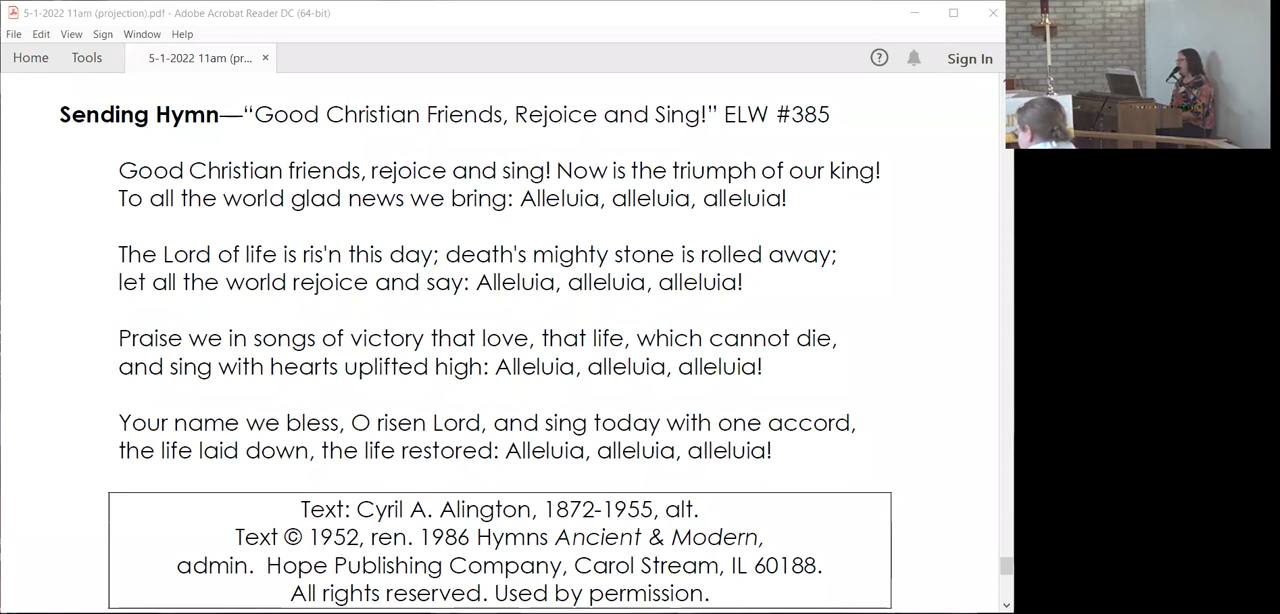 5-1-2022 11am (projection).pdf - Adobe Acrobat Reader DC (64-bit)
File Edit View Sign Window Help
Home Tools 5-1-2022 11am (pr... × Sign In
Sending Hymn—“Good Christian Friends, Rejoice and Sing!” ELW #385
Good Christian friends, rejoice and sing! Now is the triumph of our king!
To all the world glad news we bring: Alleluia, alleluia, alleluia!
The Lord of life is ris'n this day; death's mighty stone is rolled away;
let all the world rejoice and say: Alleluia, alleluia, alleluia!
Praise we in songs of victory that love, that life, which cannot die,
and sing with hearts uplifted high: Alleluia, alleluia, alleluia!
Your name we bless, O risen Lord, and sing today with one accord,
the life laid down, the life restored: Alleluia, alleluia, alleluia!
Text: Cyril A. Alington, 1872-1955, alt.
Text © 1952, ren. 1986 Hymns Ancient & Modern,
admin. Hope Publishing Company, Carol Stream, IL 60188.
All rights reserved. Used by permission.